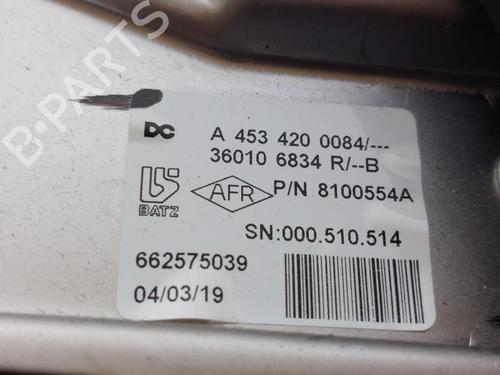 B-PARTS
DC A 453 420 0084/---
36010 6834 R/--B
BATZ AFR P/N 8100554A
SN:000.510.514
662575039
04/03/19